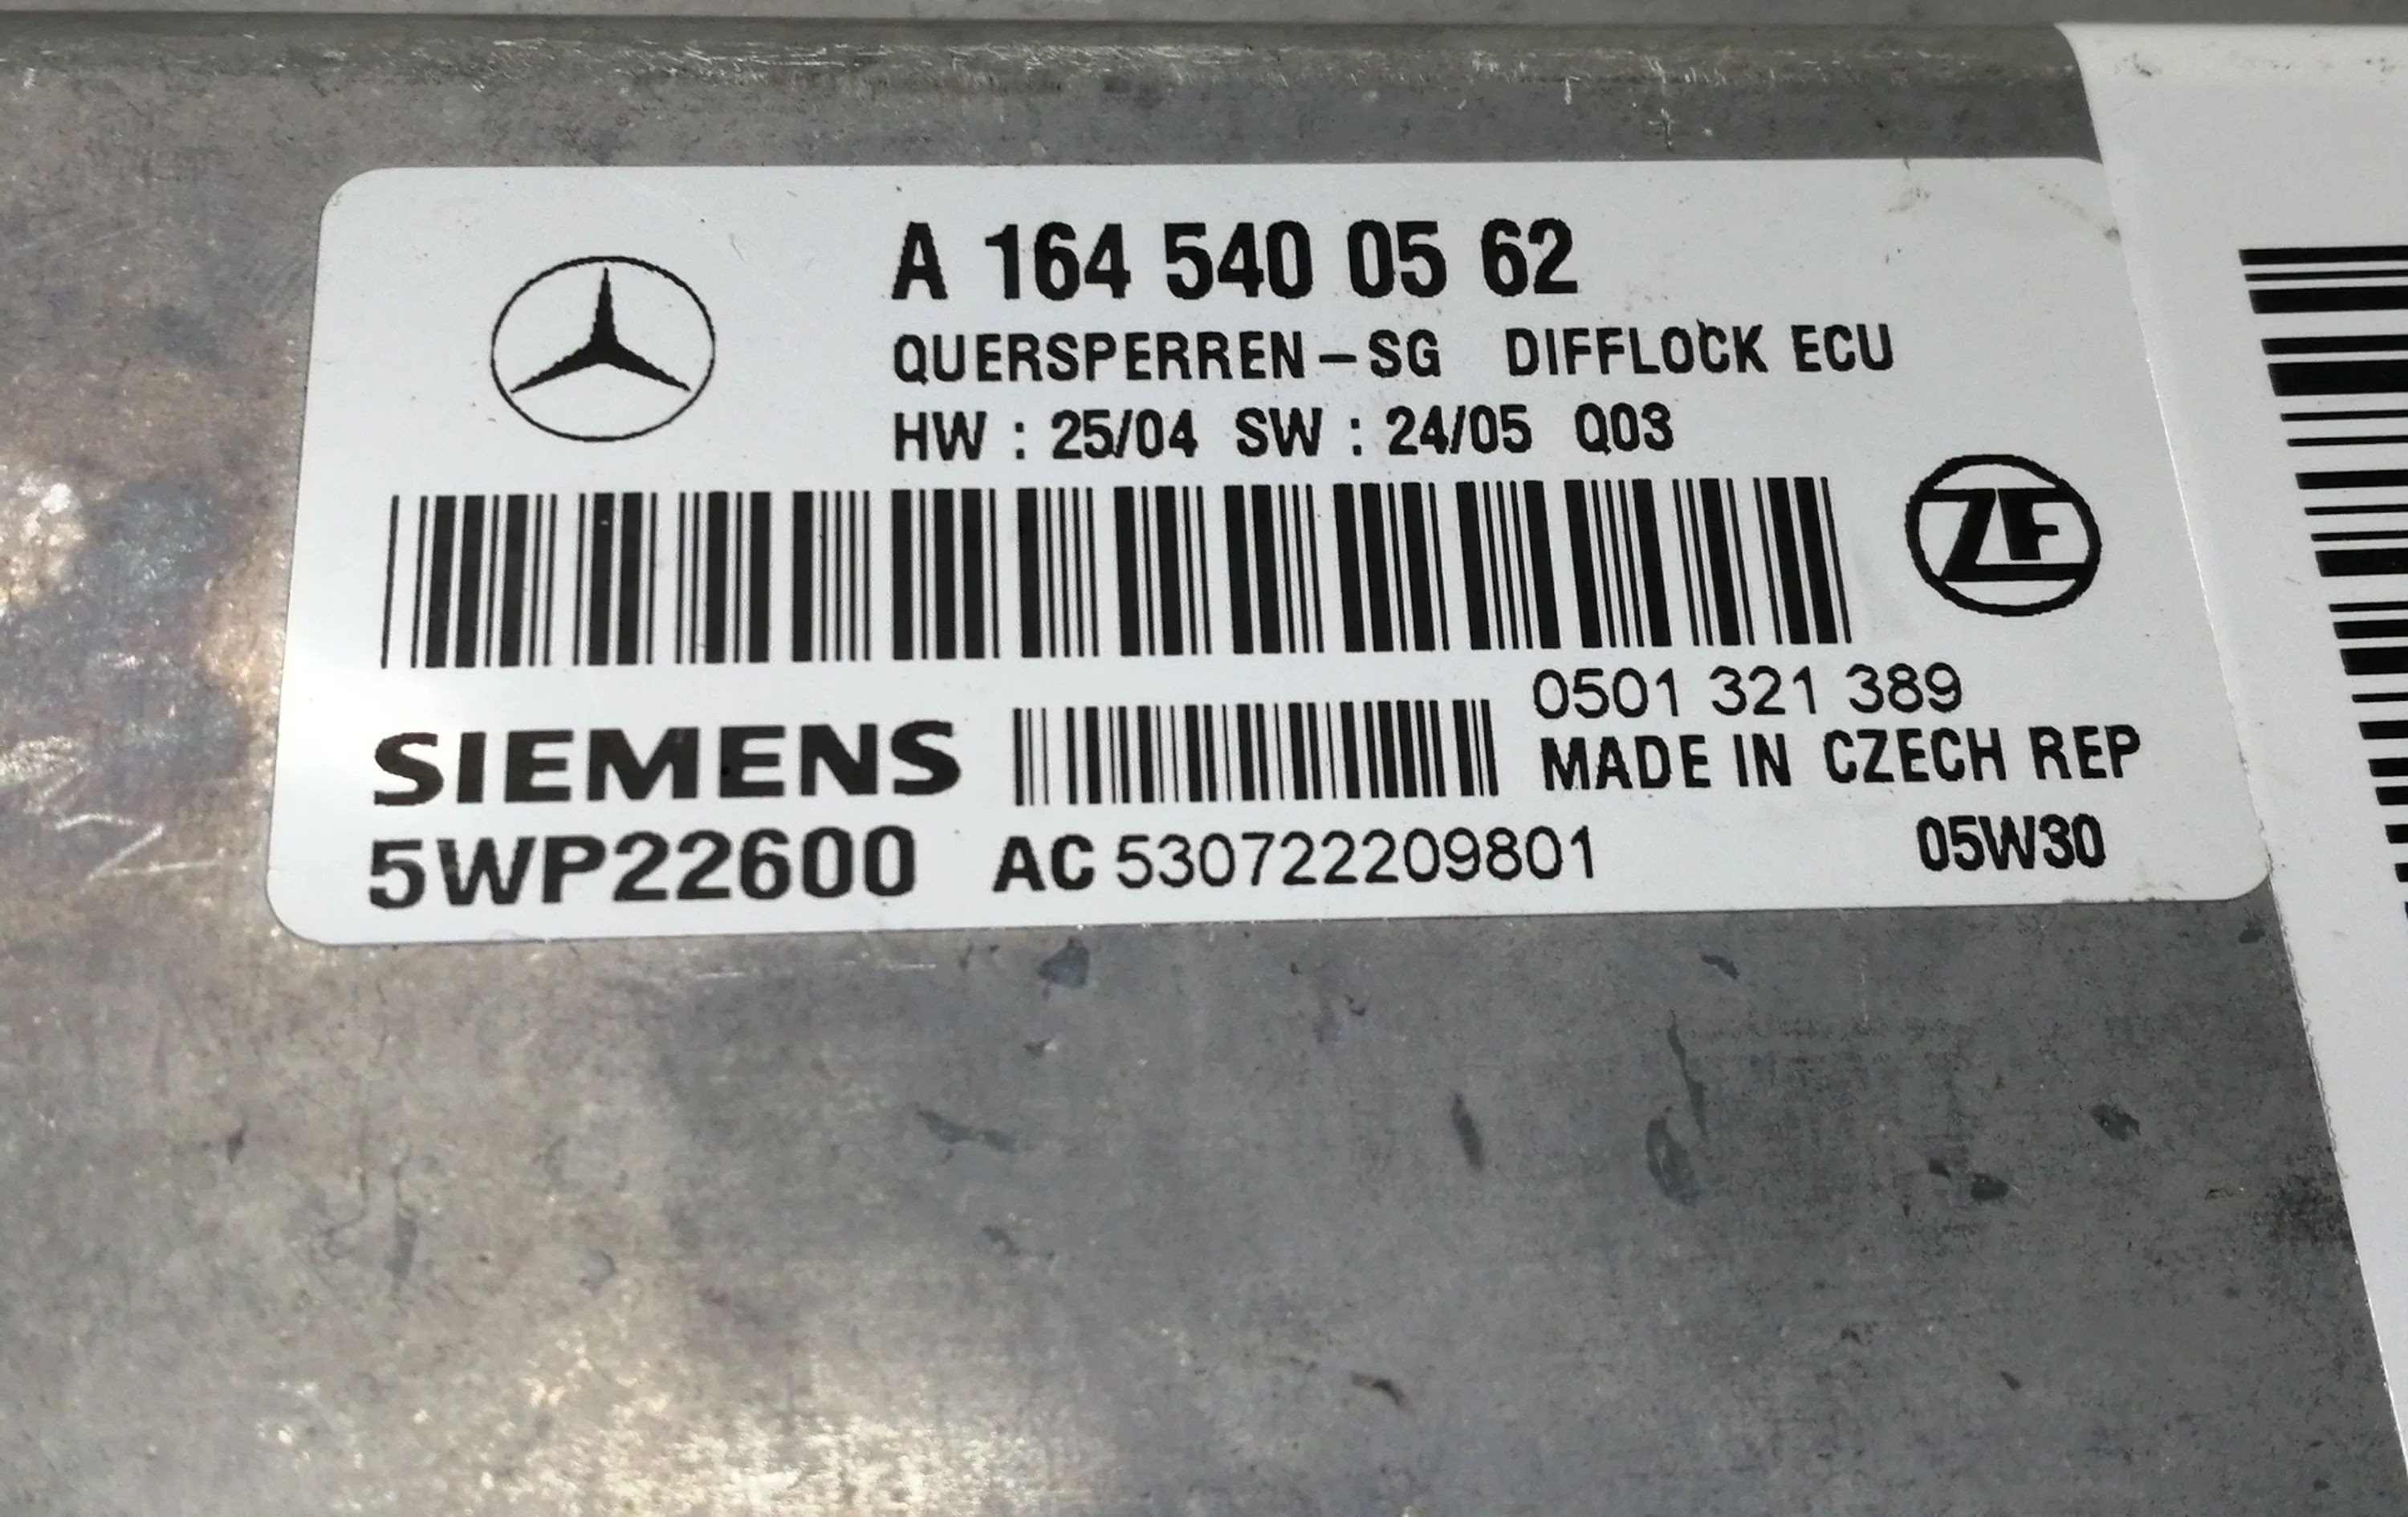 A 164 540 05 62
QUERSPERREN-SG DIFFLOCK ECU
HW : 25/04 SW : 24/05 Q03
ZF
0501 321 389
SIEMENS
MADE IN CZECH REP
5WP22600 AC 530722209801 05W30